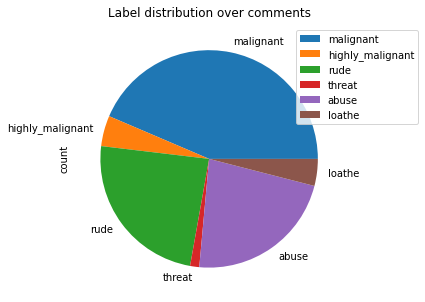 Label distribution over comments
malignant
highly_malignant
rude
threat
abuse
loathe
malignant
highly_malignant
count
rude
threat
abuse
loathe